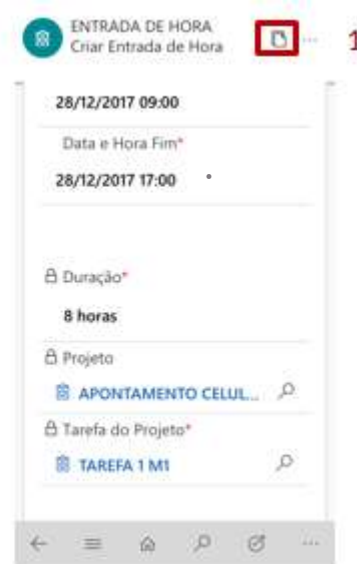 ENTRADA DE HORA
Criar Entrada de Hora
...
1
28/12/2017 09:00
Data e Hora Fim*
28/12/2017 17:00
Duração*
8 horas
Projeto
APONTAMENTO CELUL...
Tarefa do Projeto*
TAREFA 1 M1
...